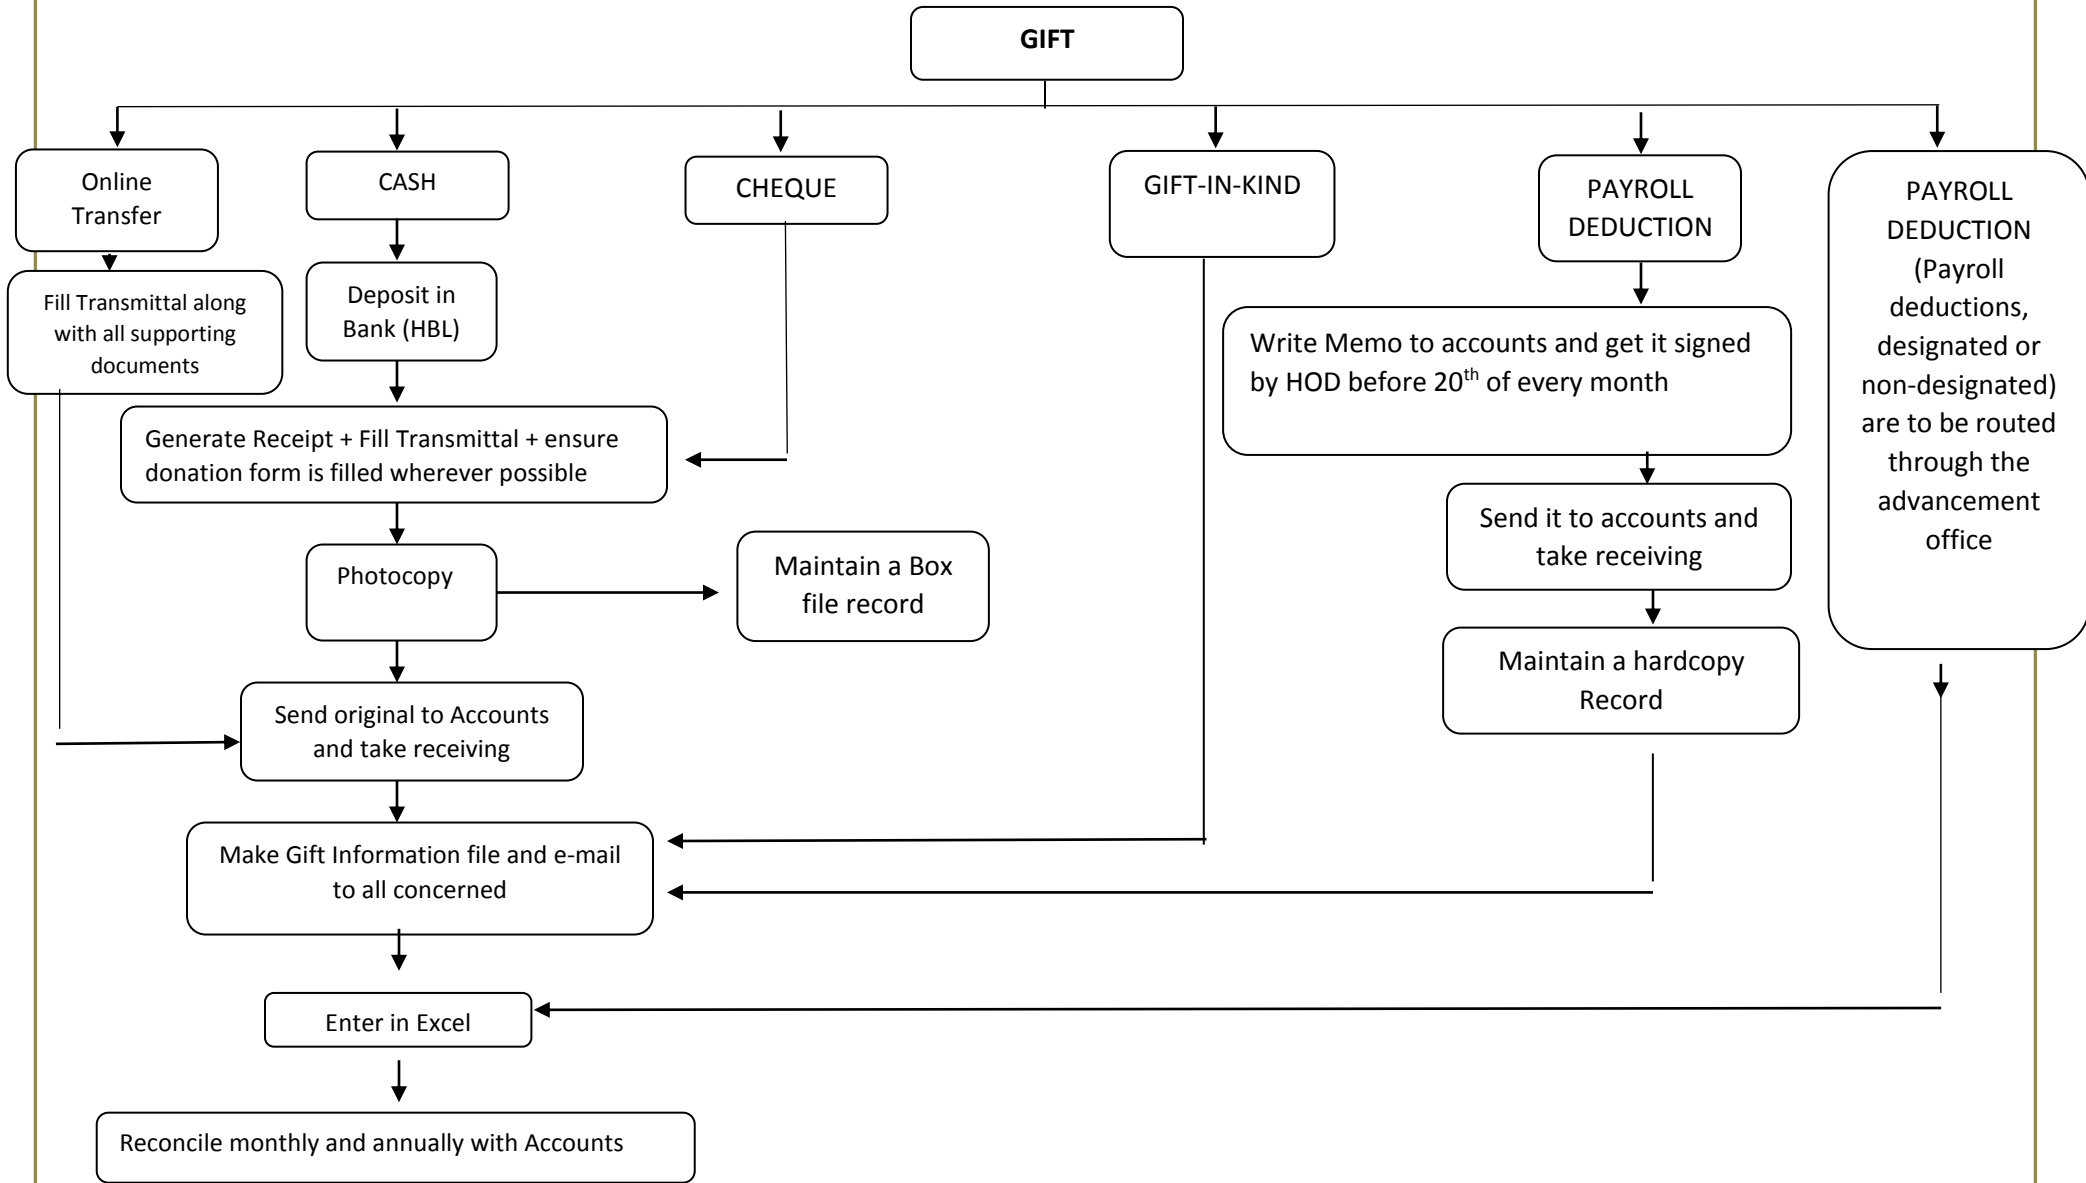 GIFT
Online
Transfer
CASH
CHEQUE
GIFT-IN-KIND
PAYROLL
DEDUCTION
PAYROLL
DEDUCTION
(Payroll
deductions,
designated or
non-designated)
are to be routed
through the
advancement
office
Fill Transmittal along
with all supporting
documents
Deposit in
Bank (HBL)
Write Memo to accounts and get it signed
by HOD before 20th of every month
Generate Receipt + Fill Transmittal + ensure
donation form is filled wherever possible
Send it to accounts and
take receiving
Photocopy
Maintain a Box
file record
Maintain a hardcopy
Record
Send original to Accounts
and take receiving
Make Gift Information file and e-mail
to all concerned
Enter in Excel
Reconcile monthly and annually with Accounts